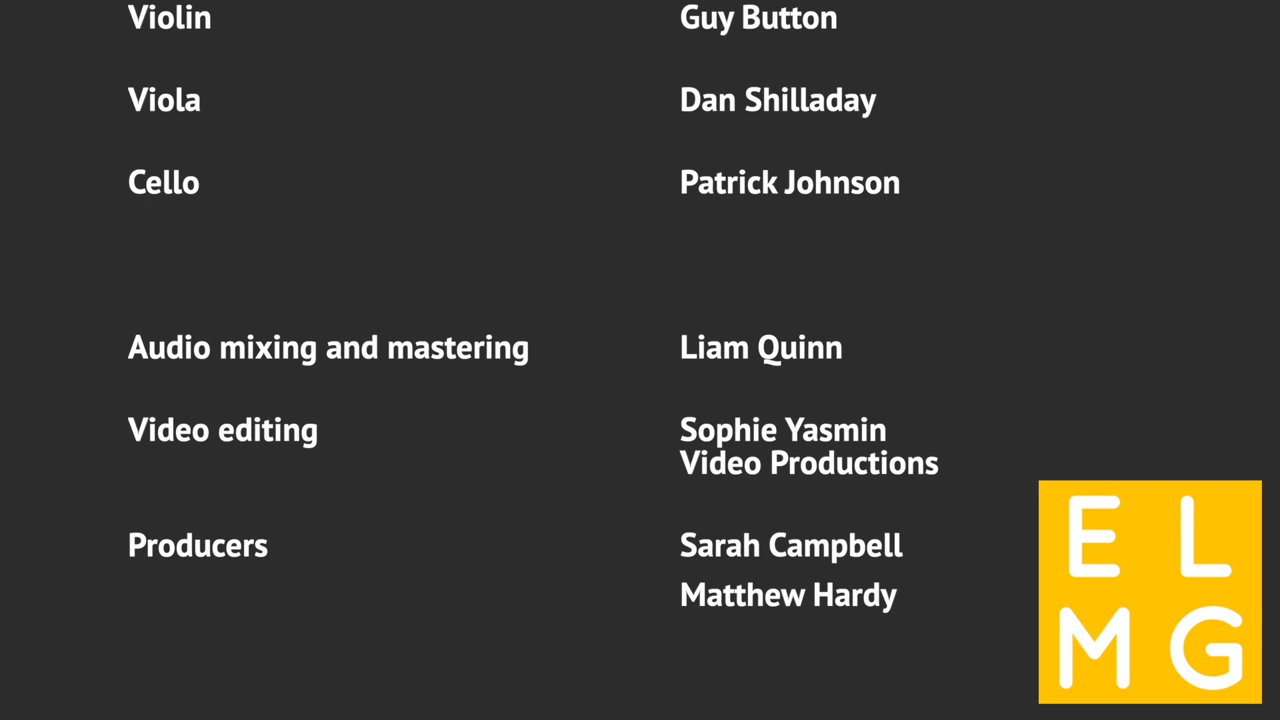 Violin Guy Button
Viola Dan Shilladay
Cello Patrick Johnson
Audio mixing and mastering Liam Quinn
Video editing Sophie Yasmin
Video Productions
Producers Sarah Campbell
Matthew Hardy
E L
M G